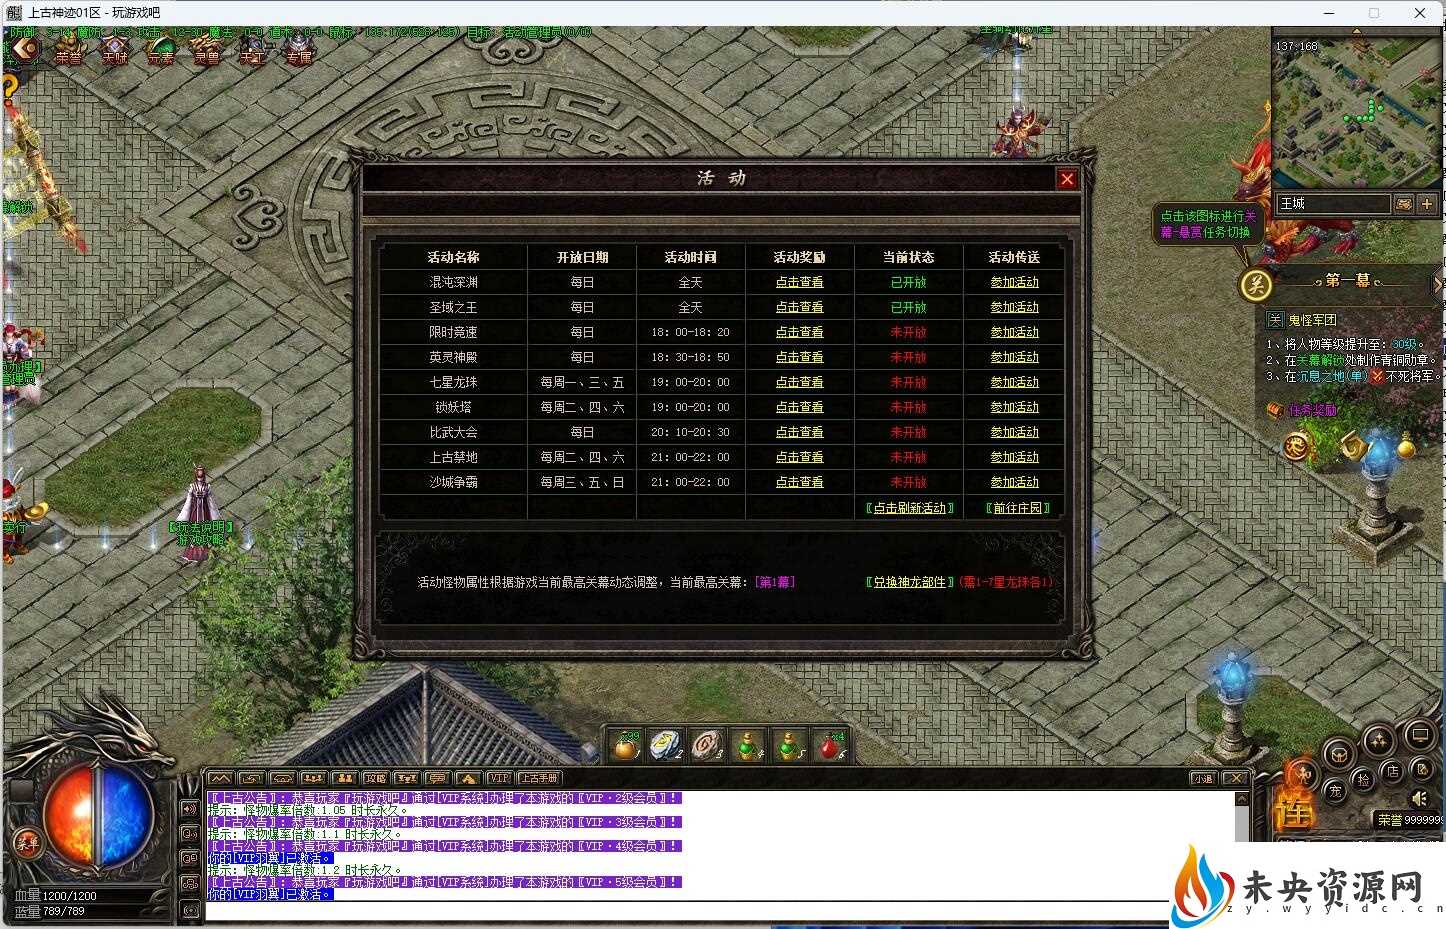 上古神迹01区 - 玩游戏吧
荣誉 天赋 元素 灵兽 天工 专属
137:168
王城
点击该图标进行关
幕-悬赏任务切换
关
第一幕
鬼怪军团
1、将人物等级提升至：30级。
2、在关幕解锁处制作青铜勋章。
3、在沉息之地(单) 不死将军。
任务奖励
活 动
活动名称 开放日期 活动时间 活动奖励 当前状态 活动传送
混沌深渊 每日 全天 点击查看 已开放 参加活动
圣域之王 每日 全天 点击查看 已开放 参加活动
限时竞速 每日 18：00-18：20 点击查看 未开放 参加活动
英灵神殿 每日 18：30-18：50 点击查看 未开放 参加活动
七星龙珠 每周一、三、五 19：00-20：00 点击查看 未开放 参加活动
锁妖塔 每周二、四、六 19：00-20：00 点击查看 未开放 参加活动
比武大会 每日 20：10-20：30 点击查看 未开放 参加活动
上古禁地 每周二、四、六 21：00-22：00 点击查看 未开放 参加活动
沙城争霸 每周三、五、日 21：00-22：00 点击查看 未开放 参加活动
〖点击刷新活动〗 〖前往庄园〗
活动怪物属性根据游戏当前最高关幕动态调整，当前最高关幕：[第1幕] 〖兑换神龙部件〗(需1-7星龙珠各1)
【玩法说明】
游戏攻略
攻略 VIP 上古手册
小退
〖上古公告〗：恭喜玩家『玩游戏吧』通过[VIP系统]办理了本游戏的〖VIP·2级会员〗！
提示：怪物爆率倍数:1.05 时长永久。
〖上古公告〗：恭喜玩家『玩游戏吧』通过[VIP系统]办理了本游戏的〖VIP·3级会员〗！
提示：怪物爆率倍数:1.1 时长永久。
〖上古公告〗：恭喜玩家『玩游戏吧』通过[VIP系统]办理了本游戏的〖VIP·4级会员〗！
你的[VIP羽翼]已激活。
提示：怪物爆率倍数:1.2 时长永久。
〖上古公告〗：恭喜玩家『玩游戏吧』通过[VIP系统]办理了本游戏的〖VIP·5级会员〗！
你的[VIP羽翼]已激活。
菜单
血量 1200/1200
蓝量 789/789
宠 捡 店
连
荣誉 9999999
未央资源网
zy.wyyidc.cn